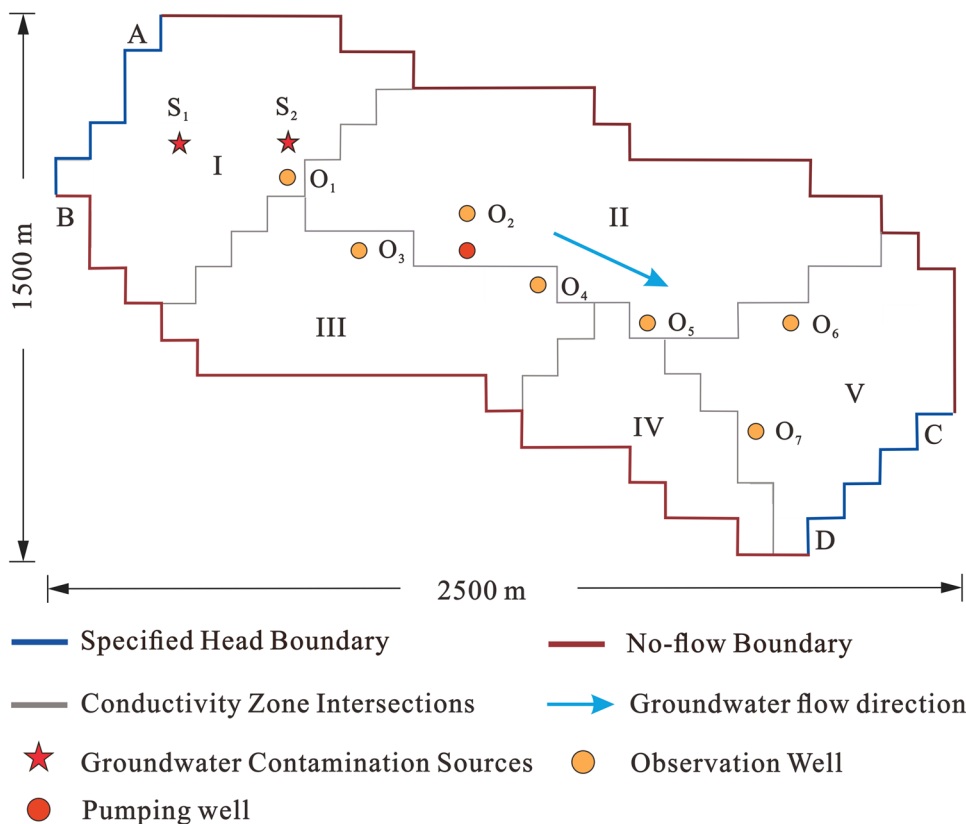 A
S1
S2
I
O1
B
O2
II
O3
O4
1500 m
III
O5
O6
V
IV
C
O7
D
2500 m
Specified Head Boundary
No-flow Boundary
Conductivity Zone Intersections
Groundwater flow direction
Groundwater Contamination Sources
Observation Well
Pumping well